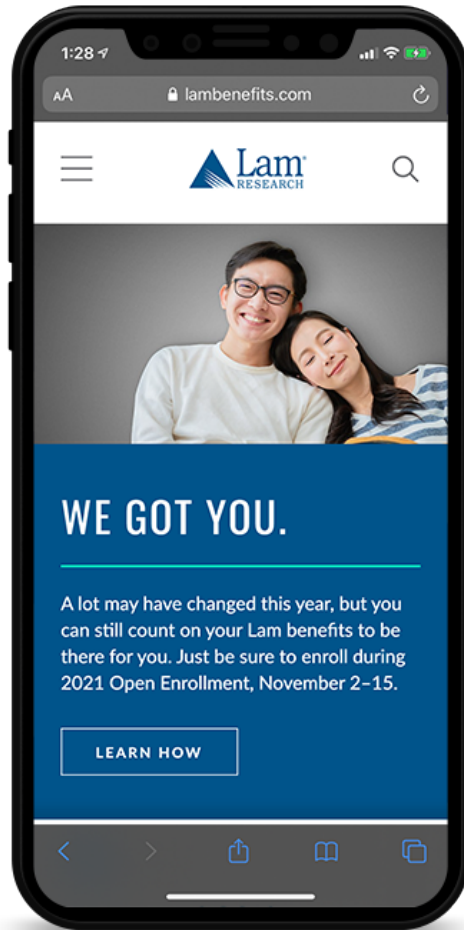 1:28
AA lambenefits.com
Lam
RESEARCH
WE GOT YOU.
A lot may have changed this year, but you
can still count on your Lam benefits to be
there for you. Just be sure to enroll during
2021 Open Enrollment, November 2–15.
LEARN HOW